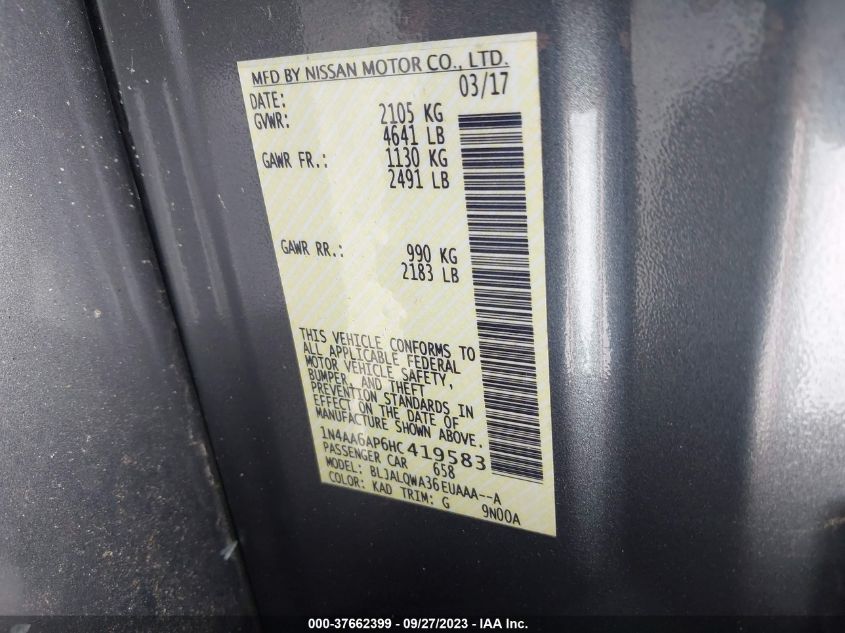 MFD BY NISSAN MOTOR CO., LTD.
DATE: 03/17
GVWR: 2105 KG
4641 LB
GAWR FR.: 1130 KG
2491 LB
GAWR RR.: 990 KG
2183 LB
THIS VEHICLE CONFORMS TO
ALL APPLICABLE FEDERAL
MOTOR VEHICLE SAFETY,
BUMPER, AND THEFT
PREVENTION STANDARDS IN
EFFECT ON THE DATE OF
MANUFACTURE SHOWN ABOVE.
1N4AA6AP6HC419583
PASSENGER CAR 658
MODEL: BLJALQWA36EUAAA--A
COLOR: KAD TRIM: G 9N00A
000-37662399 - 09/27/2023 - IAA Inc.